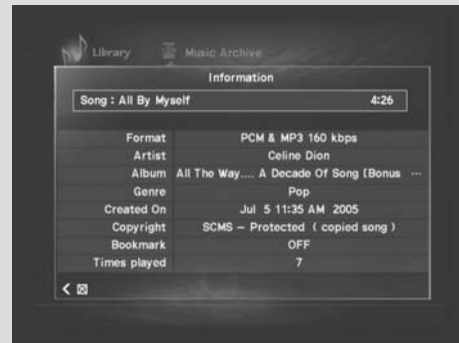 Library Music Archive
Information
Song : All By Myself 4:26
Format PCM & MP3 160 kbps
Artist Celine Dion
Album All The Way.... A Decade Of Song [Bonus ...
Genre Pop
Created On Jul 5 11:35 AM 2005
Copyright SCMS – Protected ( copied song )
Bookmark OFF
Times played 7